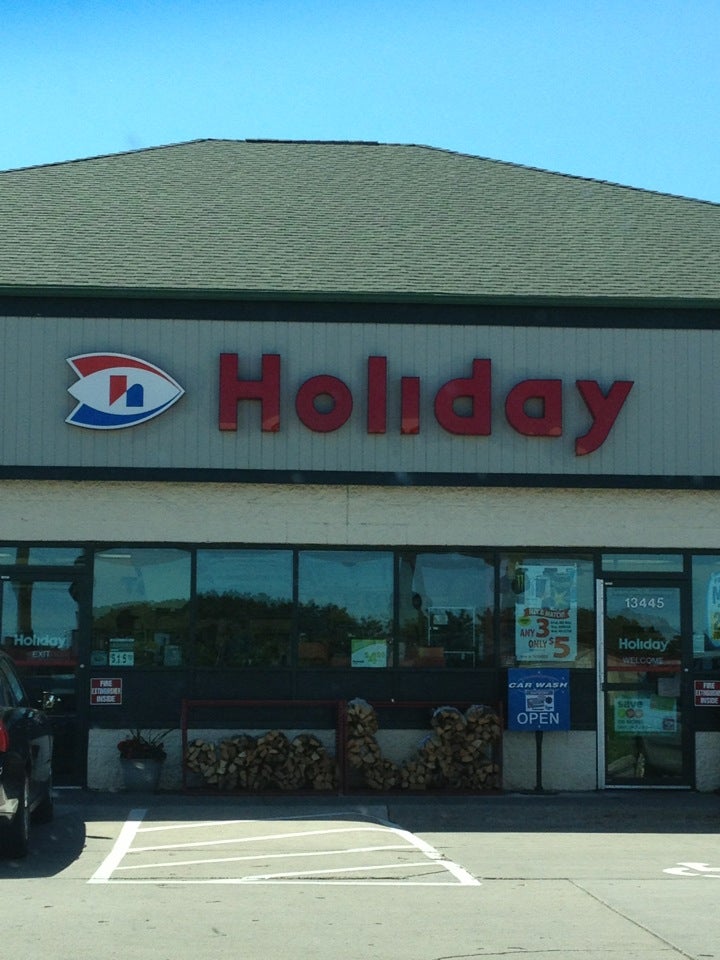 h Holiday
13445
Holiday
EXIT
Holiday
WELCOME
ANY 3
ONLY $5
FIRE
EXTINGUISHER
INSIDE
CAR WASH
OPEN
save
FIRE
EXTINGUISHER
INSIDE